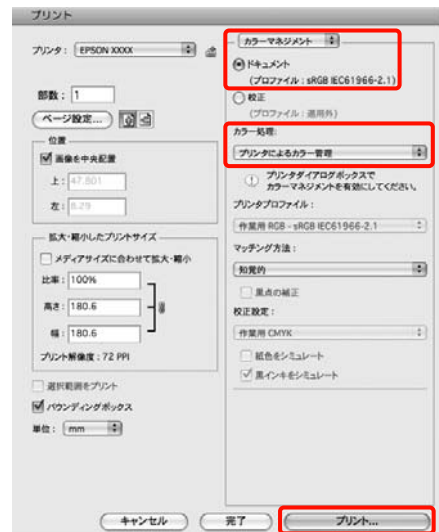 プリント
プリンタ： EPSON XXXX
部数： 1
ページ設定...
位置
画像を中央配置
上： 47.801
左： 8.29
拡大・縮小したプリントサイズ
メディアサイズに合わせて拡大・縮小
比率： 100%
高さ： 180.6
幅： 180.6
プリント解像度：72 PPI
選択範囲をプリント
バウンディングボックス
単位： mm
カラーマネジメント
ドキュメント
(プロファイル：sRGB IEC61966-2.1)
校正
(プロファイル：適用外)
カラー処理：
プリンタによるカラー管理
プリンタダイアログボックスで
カラーマネジメントを有効にしてください。
プリンタプロファイル：
作業用 RGB - sRGB IEC61966-2.1
マッチング方法：
知覚的
黒点の補正
校正設定：
作業用 CMYK
紙色をシミュレート
黒インキをシミュレート
キャンセル
完了
プリント...